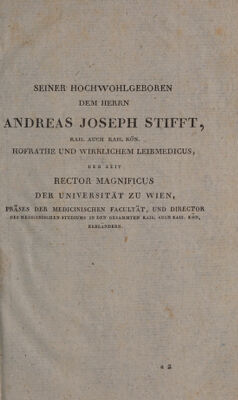 SEINER HOCHWOHLGEBOREN
DEM HERRN
ANDREAS JOSEPH STIFFT,
KAIS. AUCH KAIS. KÖN.
HOFRATHE UND WIRKLICHEM LEIBMEDICUS,
DER ZEIT
RECTOR MAGNIFICUS
DER UNIVERSITÄT ZU WIEN,
PRÄSES DER MEDICINISCHEN FACULTÄT, UND DIRECTOR
DES MEDICINISCHEN STUDIUMS IN DEN GESAMMTEN KAIS. AUCH KAIS. KÖN.
ERBLANDERN.
a 2